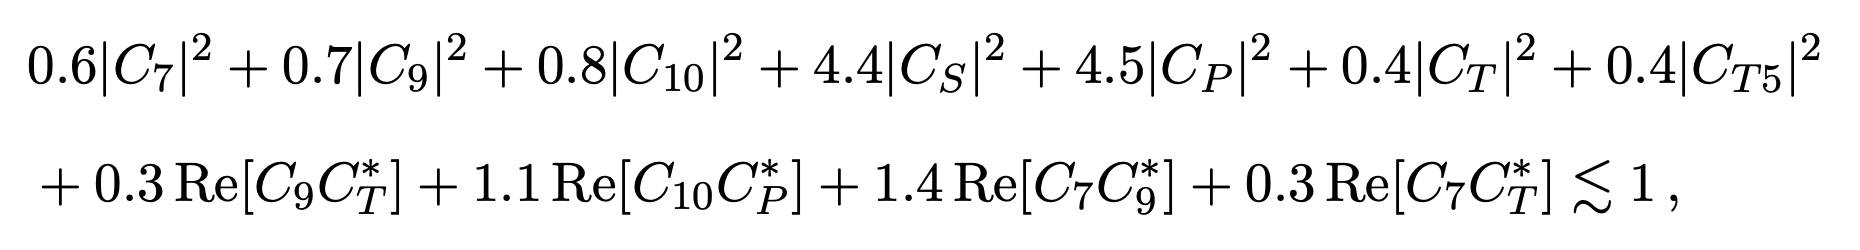 0.6|C_7|^2 + 0.7|C_9|^2 + 0.8|C_{10}|^2 + 4.4|C_S|^2 + 4.5|C_P|^2 + 0.4|C_T|^2 + 0.4|C_{T5}|^2
+ 0.3 Re[C_9 C_T^*] + 1.1 Re[C_{10} C_P^*] + 1.4 Re[C_7 C_9^*] + 0.3 Re[C_7 C_T^*] ≲ 1 ,